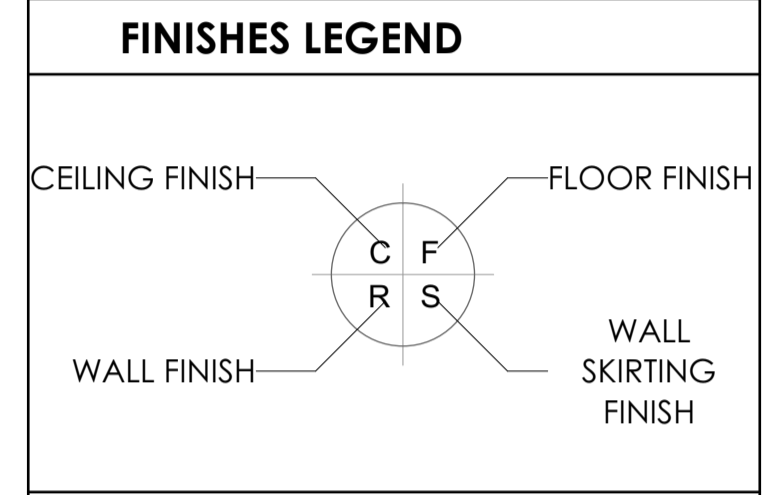 FINISHES LEGEND
CEILING FINISH
FLOOR FINISH
C F
R S
WALL FINISH
WALL
SKIRTING
FINISH